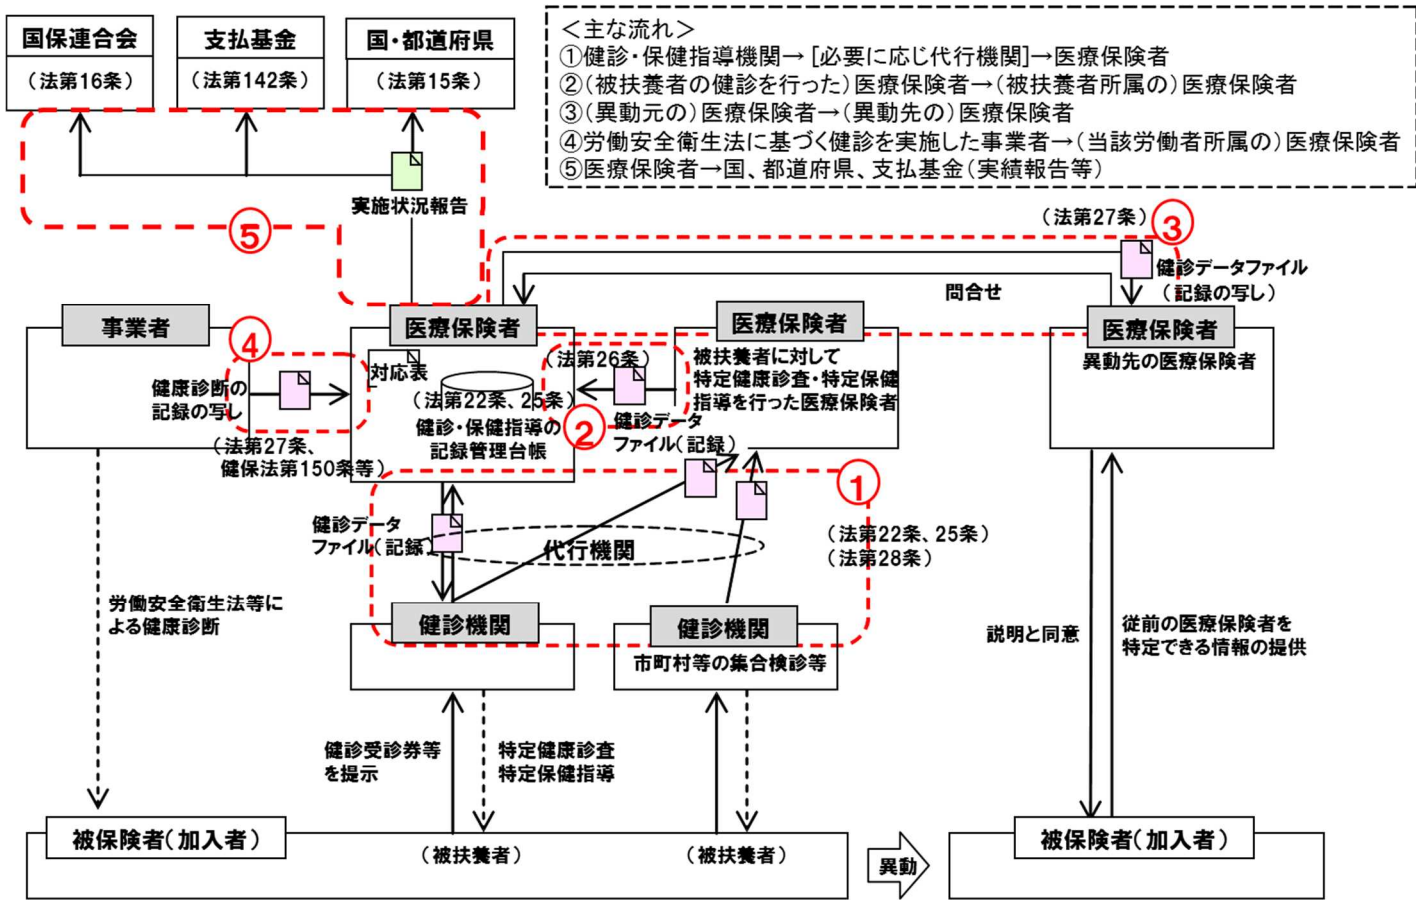 国保連合会
(法第16条)
支払基金
(法第142条)
国・都道府県
(法第15条)
<主な流れ>
①健診・保健指導機関→ [必要に応じ代行機関]→医療保険者
②(被扶養者の健診を行った)医療保険者→(被扶養者所属の)医療保険者
③(異動元の)医療保険者→(異動先の)医療保険者
④労働安全衛生法に基づく健診を実施した事業者→(当該労働者所属の)医療保険者
⑤医療保険者→国、都道府県、支払基金(実績報告等)
実施状況報告
⑤
(法第27条)
③
健診データファイル
(記録の写し)
問合せ
事業者
④
健康診断の
記録の写し
(法第27条、
健保法第150条等)
医療保険者
対応表
(法第22条、25条)
健診・保健指導の
記録管理台帳
(法第26条)
②
健診データ
ファイル(記録)
医療保険者
被扶養者に対して
特定健康診査・特定保健
指導を行った医療保険者
医療保険者
異動先の医療保険者
①
(法第22条、25条)
(法第28条)
健診データ
ファイル(記録)
代行機関
健診機関
健診機関
市町村等の集合検診等
労働安全衛生法等に
よる健康診断
健診受診券等
を提示
特定健康診査
特定保健指導
説明と同意
従前の医療保険者を
特定できる情報の提供
被保険者(加入者)
(被扶養者)
(被扶養者)
異動
被保険者(加入者)